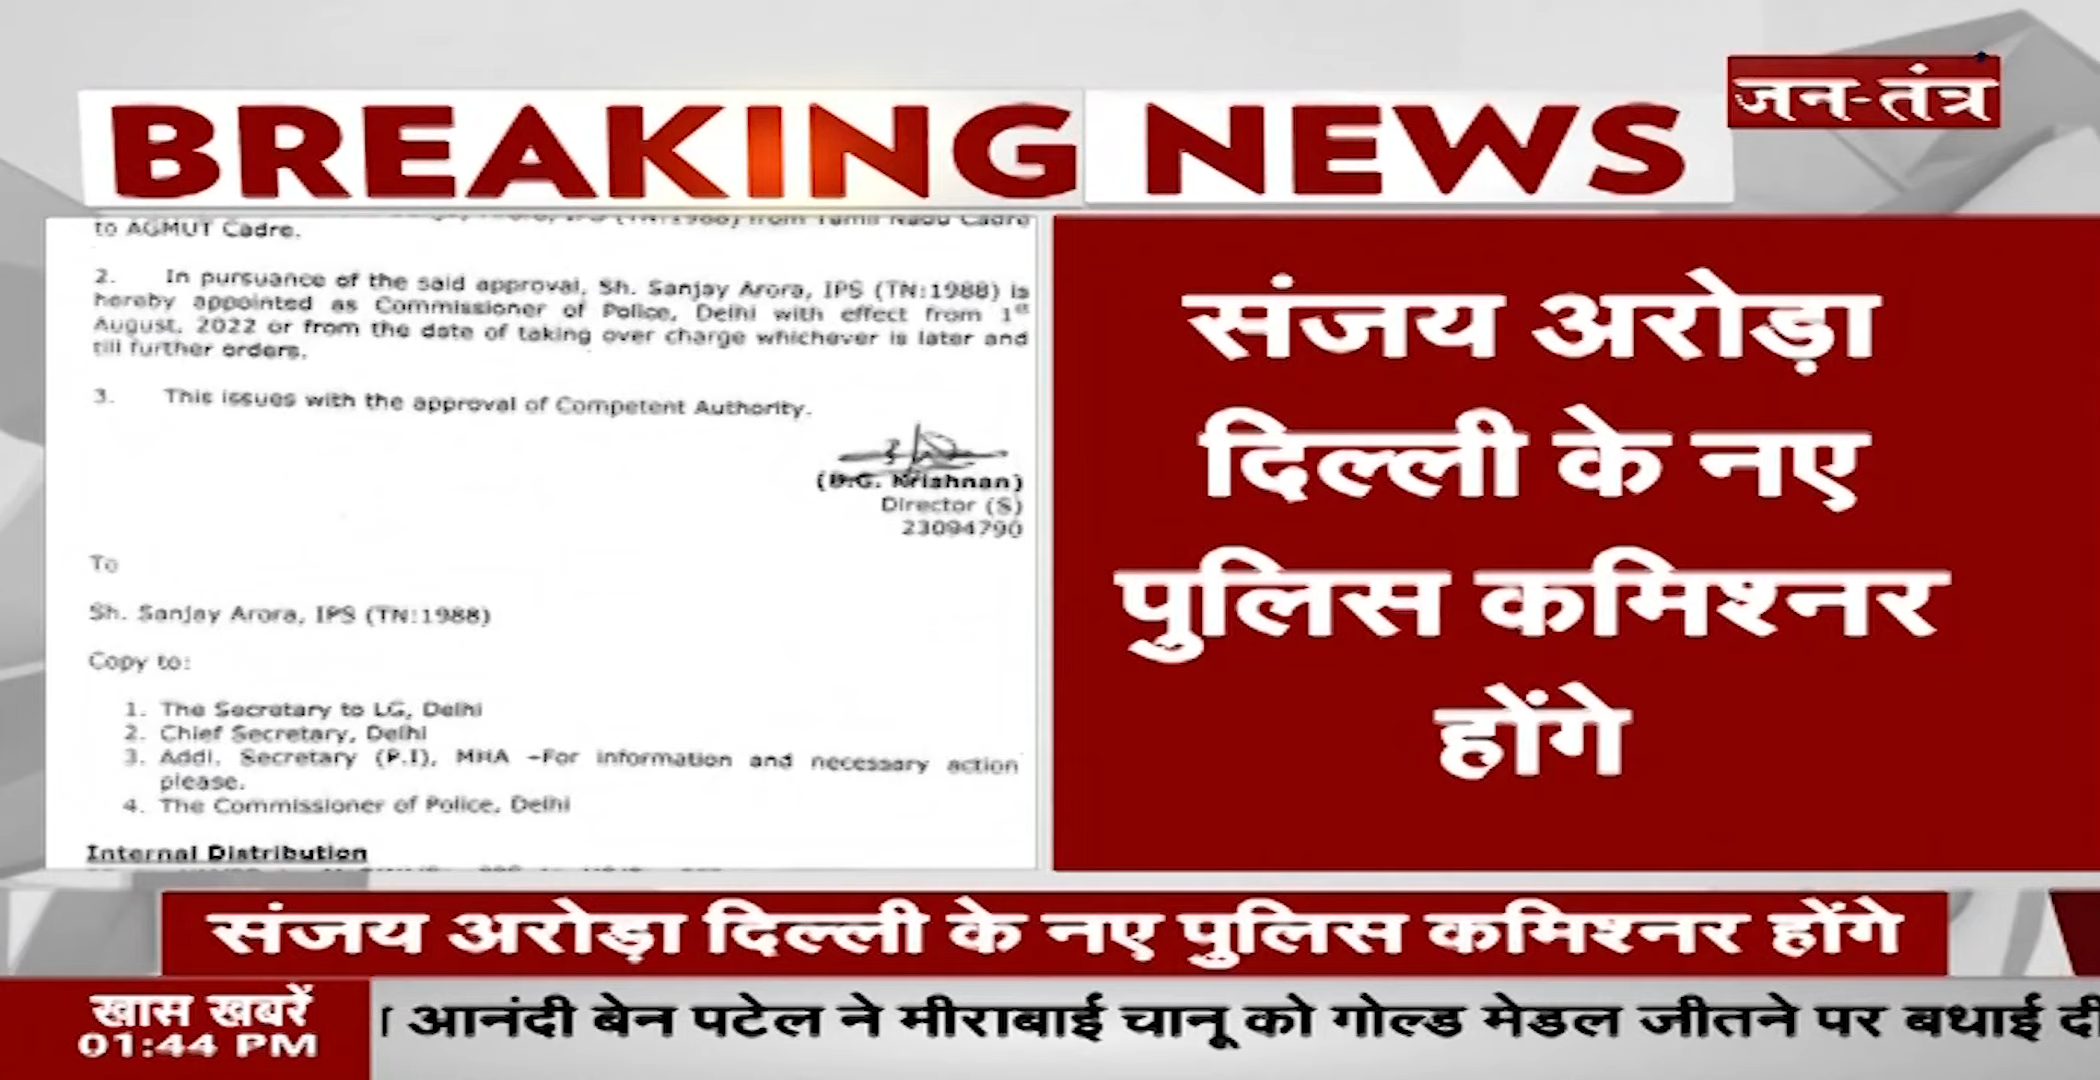 BREAKING NEWS
जन-तंत्र
to AGMUT Cadre.
2. In pursuance of the said approval, Sh. Sanjay Arora, IPS (TN:1988) is
hereby appointed as Commissioner of Police, Delhi with effect from 1st
August, 2022 or from the date of taking over charge whichever is later and
till further orders.
3. This issues with the approval of Competent Authority.
Krishnan)
Director (S)
23094790
To
Sh. Sanjay Arora, IPS (TN:1988)
Copy to:
1. The Secretary to LG, Delhi
2. Chief Secretary, Delhi
3. Addl. Secretary (P.I), MHA -For information and necessary action
please.
4. The Commissioner of Police, Delhi
Internal Distribution
संजय अरोड़ा
दिल्ली के नए
पुलिस कमिश्नर
होंगे
संजय अरोड़ा दिल्ली के नए पुलिस कमिश्नर होंगे
खास खबरें
01:44 PM
आनंदी बेन पटेल ने मीराबाई चानू को गोल्ड मेडल जीतने पर बधाई दी